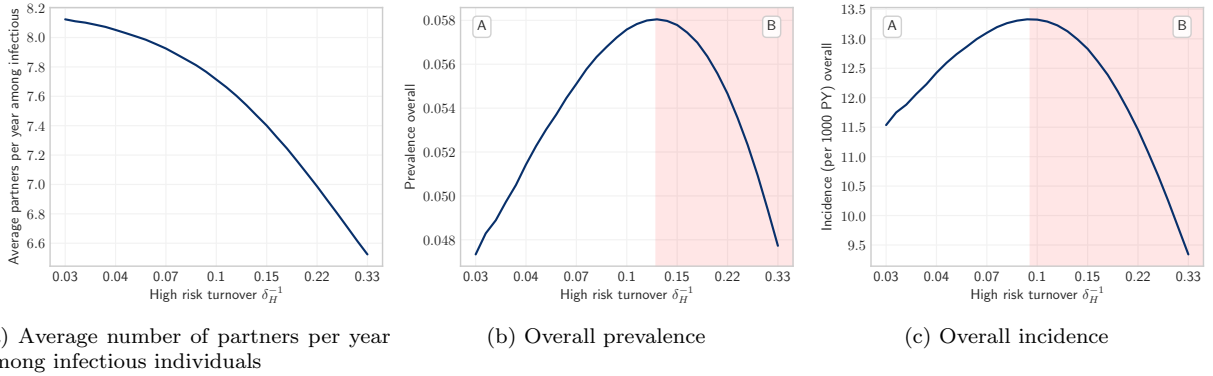 Average partners per year among infectious
8.2
8.0
7.8
7.6
7.4
7.2
7.0
6.8
6.6
0.03 0.04 0.07 0.1 0.15 0.22 0.33
High risk turnover δ_H^{-1}
) Average number of partners per year
mong infectious individuals
Prevalence overall
0.058
0.056
0.054
0.052
0.050
0.048
A
B
0.03 0.04 0.07 0.1 0.15 0.22 0.33
High risk turnover δ_H^{-1}
(b) Overall prevalence
Incidence (per 1000 PY) overall
13.5
13.0
12.5
12.0
11.5
11.0
10.5
10.0
9.5
A
B
0.03 0.04 0.07 0.1 0.15 0.22 0.33
High risk turnover δ_H^{-1}
(c) Overall incidence